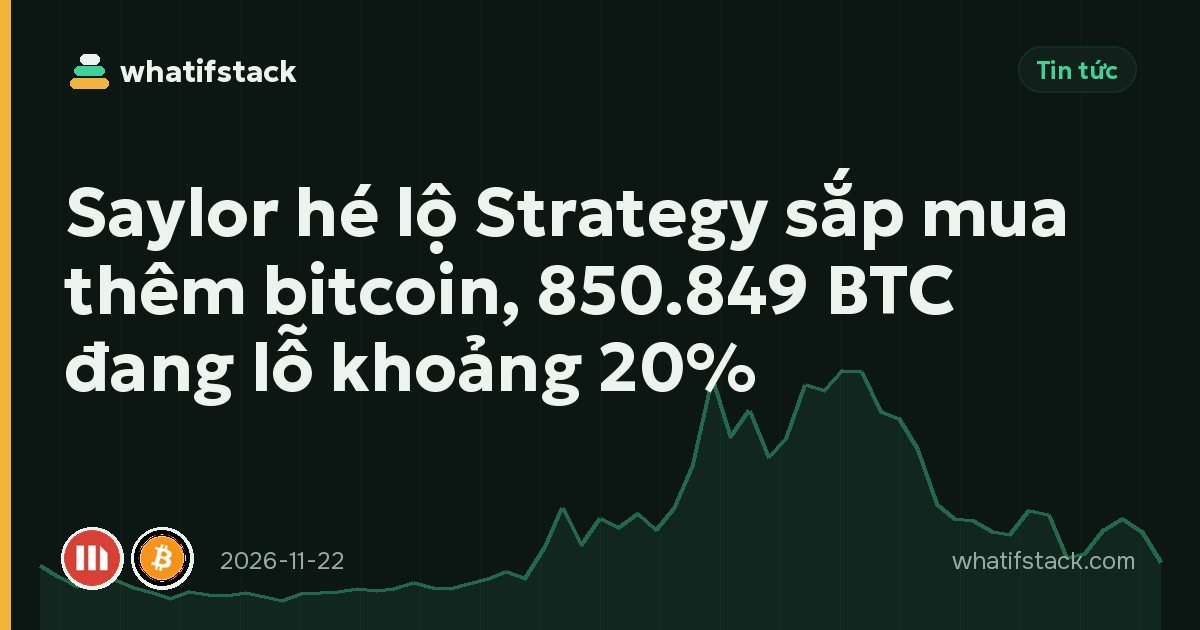 whatifstack
Tin tức
Saylor hé lộ Strategy sắp mua
thêm bitcoin, 850.849 BTC
đang lỗ khoảng 20%
2026-11-22
whatifstack.com